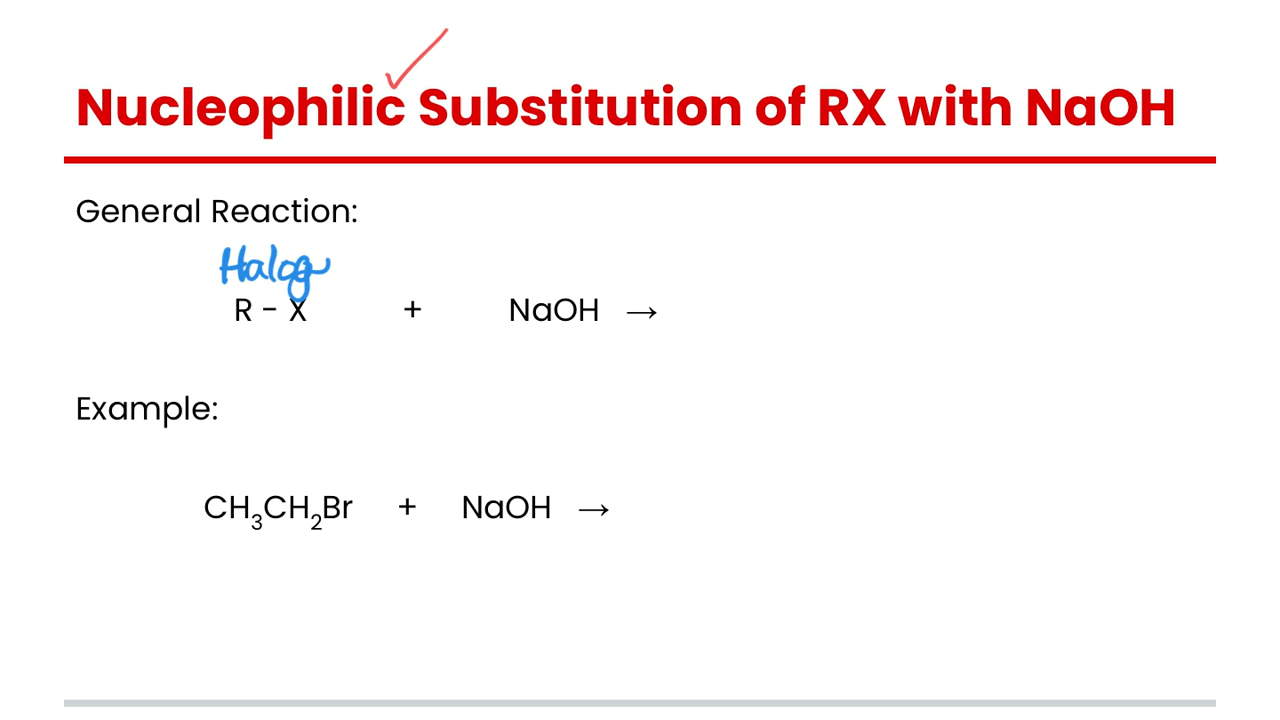 Nucleophilic Substitution of RX with NaOH
General Reaction:
Halog
R - X + NaOH →
Example:
CH₃CH₂Br + NaOH →